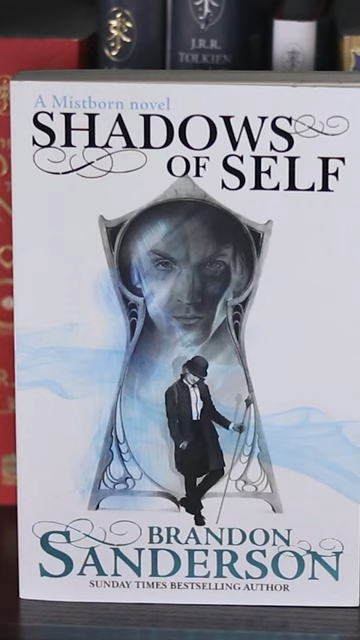 J.R.R.
TOLKIEN
A Mistborn novel
SHADOWS
OF SELF
BRANDON
SANDERSON
SUNDAY TIMES BESTSELLING AUTHOR